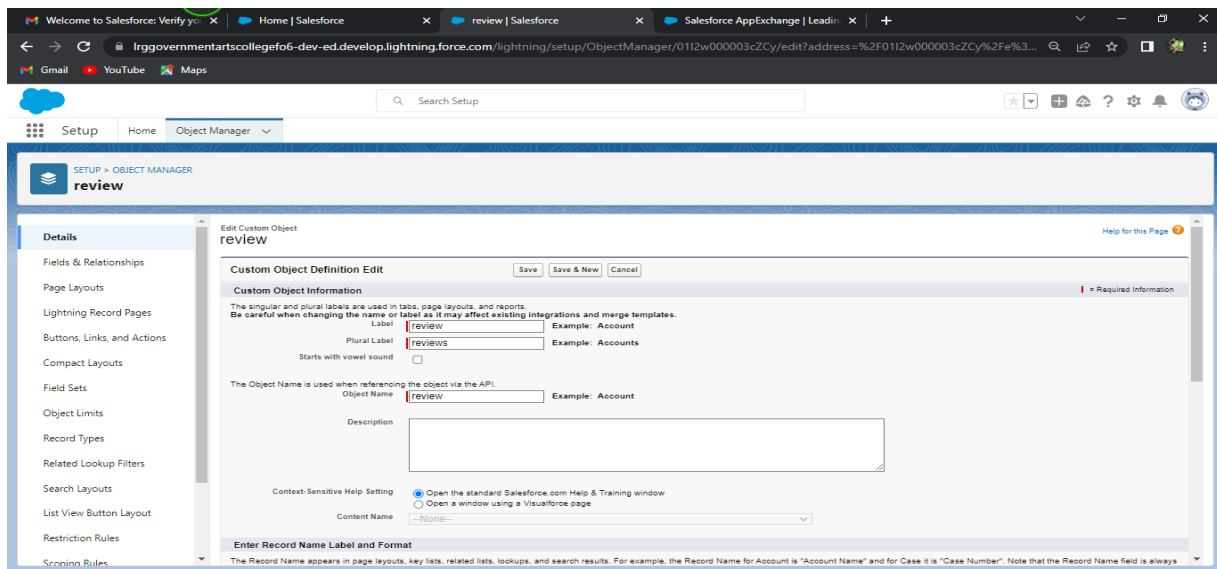 Welcome to Salesforce: Verify yo
Home | Salesforce
review | Salesforce
Salesforce AppExchange | Leadin
lrggovernmentartscollegefo6-dev-ed.develop.lightning.force.com/lightning/setup/ObjectManager/01I2w000003cZCy/edit?address=%2F01I2w000003cZCy%2Fe%3...
Gmail YouTube Maps
Search Setup
Setup Home Object Manager
SETUP > OBJECT MANAGER
review
Details
Fields & Relationships
Page Layouts
Lightning Record Pages
Buttons, Links, and Actions
Compact Layouts
Field Sets
Object Limits
Record Types
Related Lookup Filters
Search Layouts
List View Button Layout
Restriction Rules
Scoping Rules
Edit Custom Object
review
Help for this Page
Custom Object Definition Edit Save Save & New Cancel
Custom Object Information = Required Information
The singular and plural labels are used in tabs, page layouts, and reports.
Be careful when changing the name or label as it may affect existing integrations and merge templates.
Label review Example: Account
Plural Label reviews Example: Accounts
Starts with vowel sound
The Object Name is used when referencing the object via the API.
Object Name review Example: Account
Description
Context-Sensitive Help Setting Open the standard Salesforce.com Help & Training window
Open a window using a Visualforce page
Content Name --None--
Enter Record Name Label and Format
The Record Name appears in page layouts, key lists, related lists, lookups, and search results. For example, the Record Name for Account is "Account Name" and for Case it is "Case Number". Note that the Record Name field is always